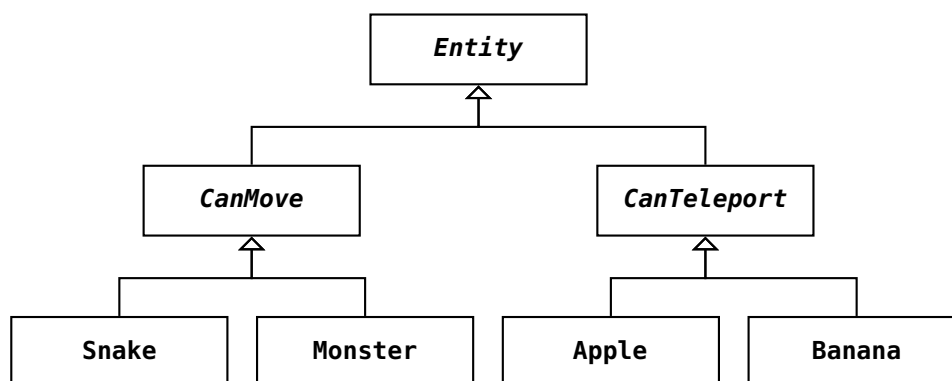 Entity
CanMove
CanTeleport
Snake
Monster
Apple
Banana